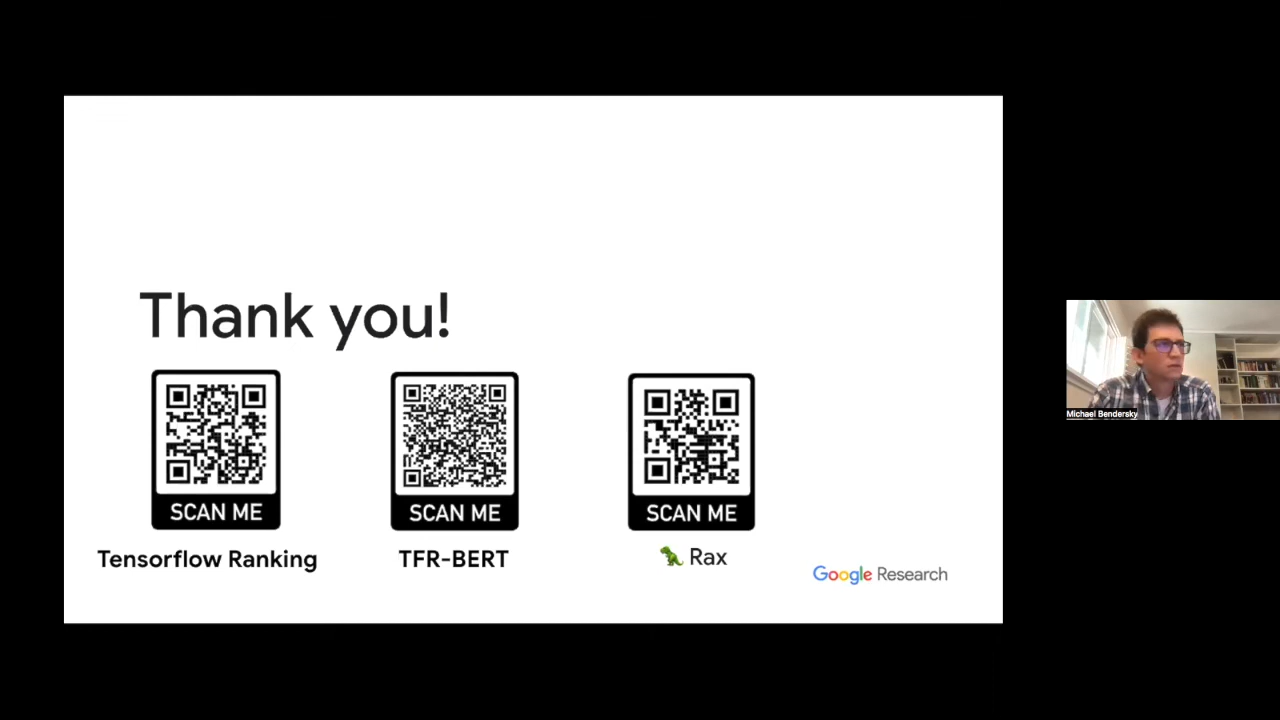 Thank you!
SCAN ME
SCAN ME
SCAN ME
Tensorflow Ranking
TFR-BERT
🦖 Rax
Google Research
Michael Bendersky